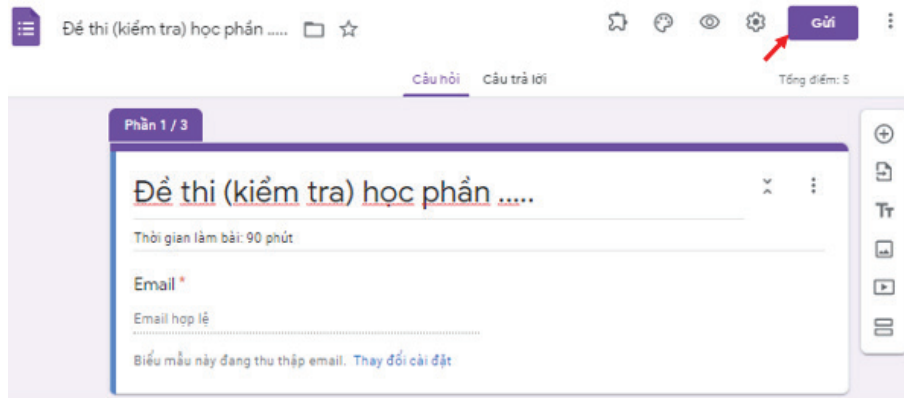 Đề thi (kiểm tra) học phần .....
Gửi
Câu hỏi Câu trả lời
Tổng điểm: 5
Phần 1 / 3
Đề thi (kiểm tra) học phần .....
Thời gian làm bài: 90 phút
Email *
Email hợp lệ
Biểu mẫu này đang thu thập email. Thay đổi cài đặt
Tт